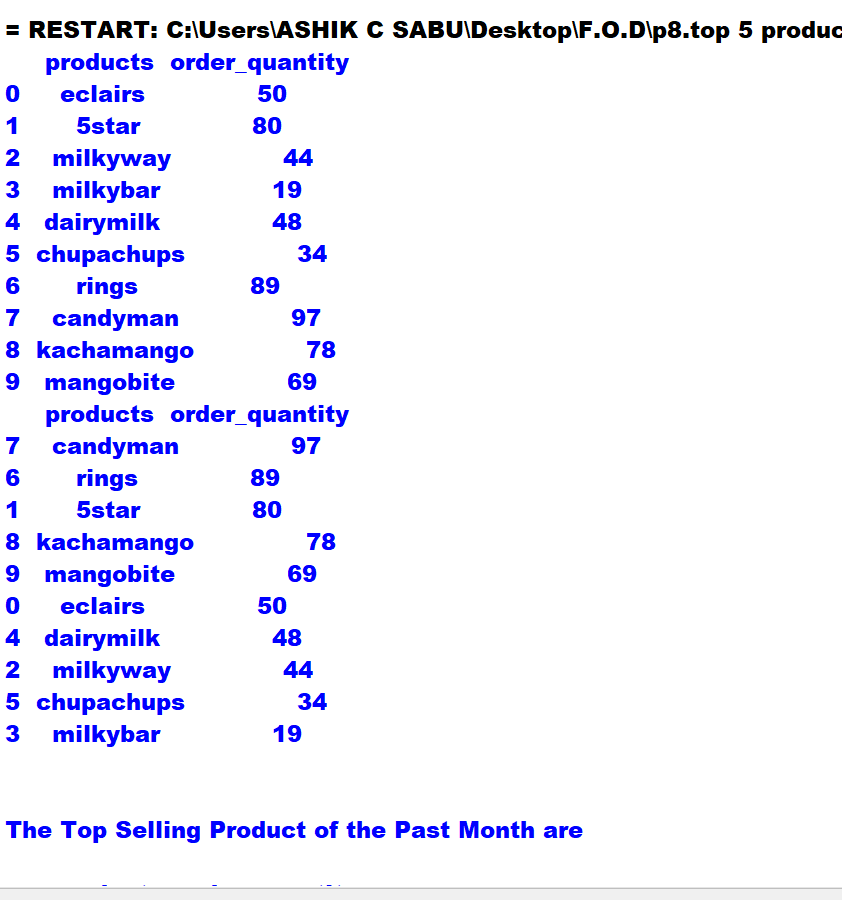 = RESTART: C:\Users\ASHIK C SABU\Desktop\F.O.D\p8.top 5 produc
products order_quantity
0 eclairs 50
1 5star 80
2 milkyway 44
3 milkybar 19
4 dairymilk 48
5 chupachups 34
6 rings 89
7 candyman 97
8 kachamango 78
9 mangobite 69
products order_quantity
7 candyman 97
6 rings 89
1 5star 80
8 kachamango 78
9 mangobite 69
0 eclairs 50
4 dairymilk 48
2 milkyway 44
5 chupachups 34
3 milkybar 19
The Top Selling Product of the Past Month are